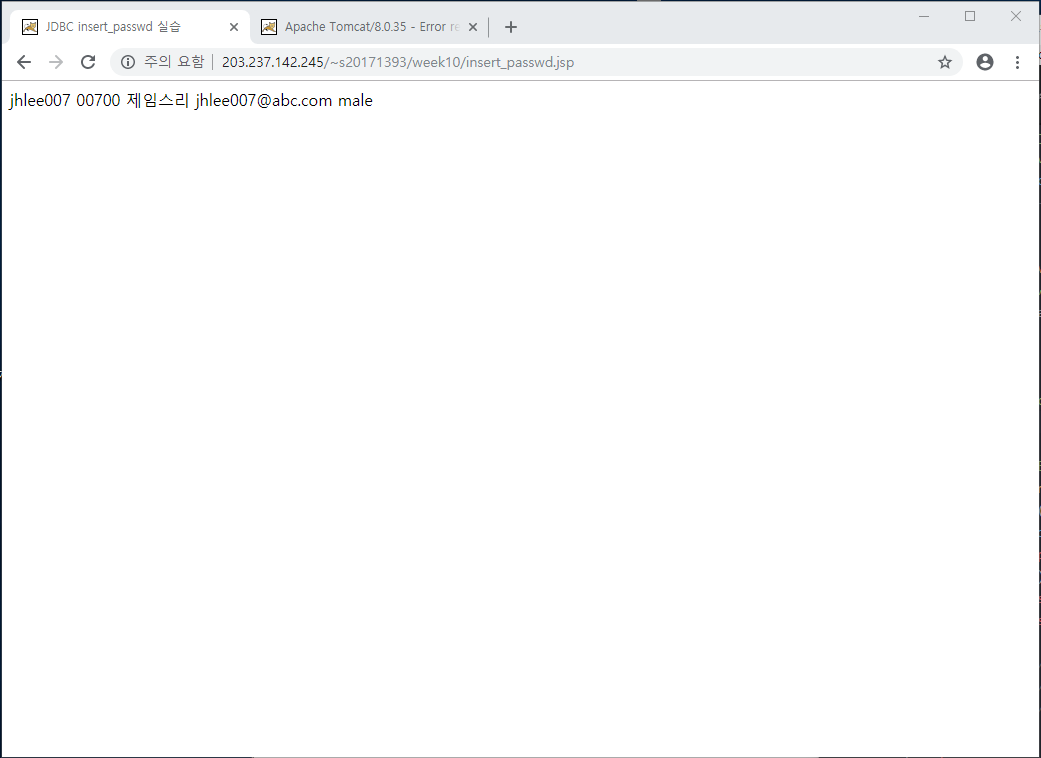 JDBC insert_passwd 실습
Apache Tomcat/8.0.35 - Error re
주의 요함 | 203.237.142.245/~s20171393/week10/insert_passwd.jsp
jhlee007 00700 제임스리 jhlee007@abc.com male